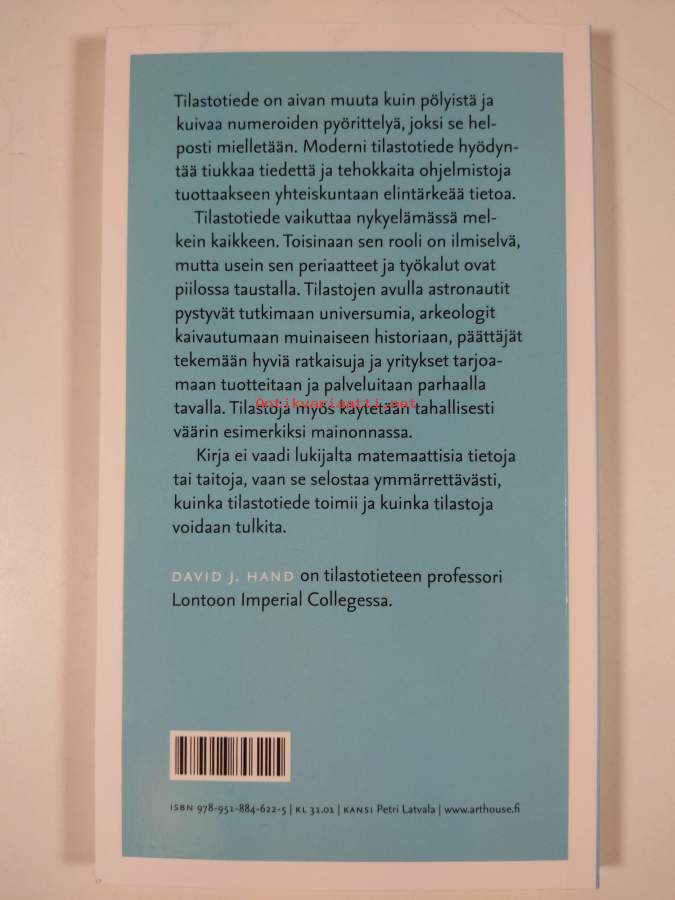 Tilastotiede on aivan muuta kuin pölyistä ja
kuivaa numeroiden pyörittelyä, joksi se hel-
posti mielletään. Moderni tilastotiede hyödyn-
tää tiukkaa tiedettä ja tehokkaita ohjelmistoja
tuottaakseen yhteiskuntaan elintärkeää tietoa.
Tilastotiede vaikuttaa nykyelämässä mel-
kein kaikkeen. Toisinaan sen rooli on ilmiselvä,
mutta usein sen periaatteet ja työkalut ovat
piilossa taustalla. Tilastojen avulla astronautit
pystyvät tutkimaan universumia, arkeologit
kaivautumaan muinaiseen historiaan, päättäjät
tekemään hyviä ratkaisuja ja yritykset tarjoa-
maan tuotteitaan ja palveluitaan parhaalla
Antikvariaatti.net
tavalla. Tilastoja myös käytetään tahallisesti
väärin esimerkiksi mainonnassa.
Kirja ei vaadi lukijalta matemaattisia tietoja
tai taitoja, vaan se selostaa ymmärrettävästi,
kuinka tilastotiede toimii ja kuinka tilastoja
voidaan tulkita.
DAVID J. HAND on tilastotieteen professori
Lontoon Imperial Collegessa.
ISBN 978-951-884-622-5 | KL 31.01 | KANSI Petri Latvala | www.arthouse.fi